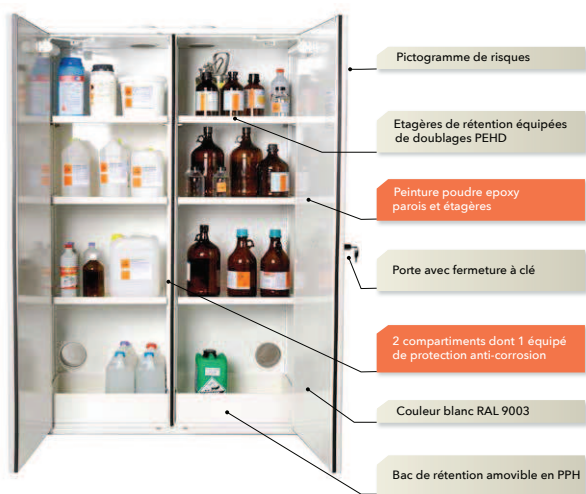 Pictogramme de risques
Etagères de rétention équipées
de doublages PEHD
Peinture poudre epoxy
parois et étagères
Porte avec fermeture à clé
2 compartiments dont 1 équipé
de protection anti-corrosion
Couleur blanc RAL 9003
Bac de rétention amovible en PPH